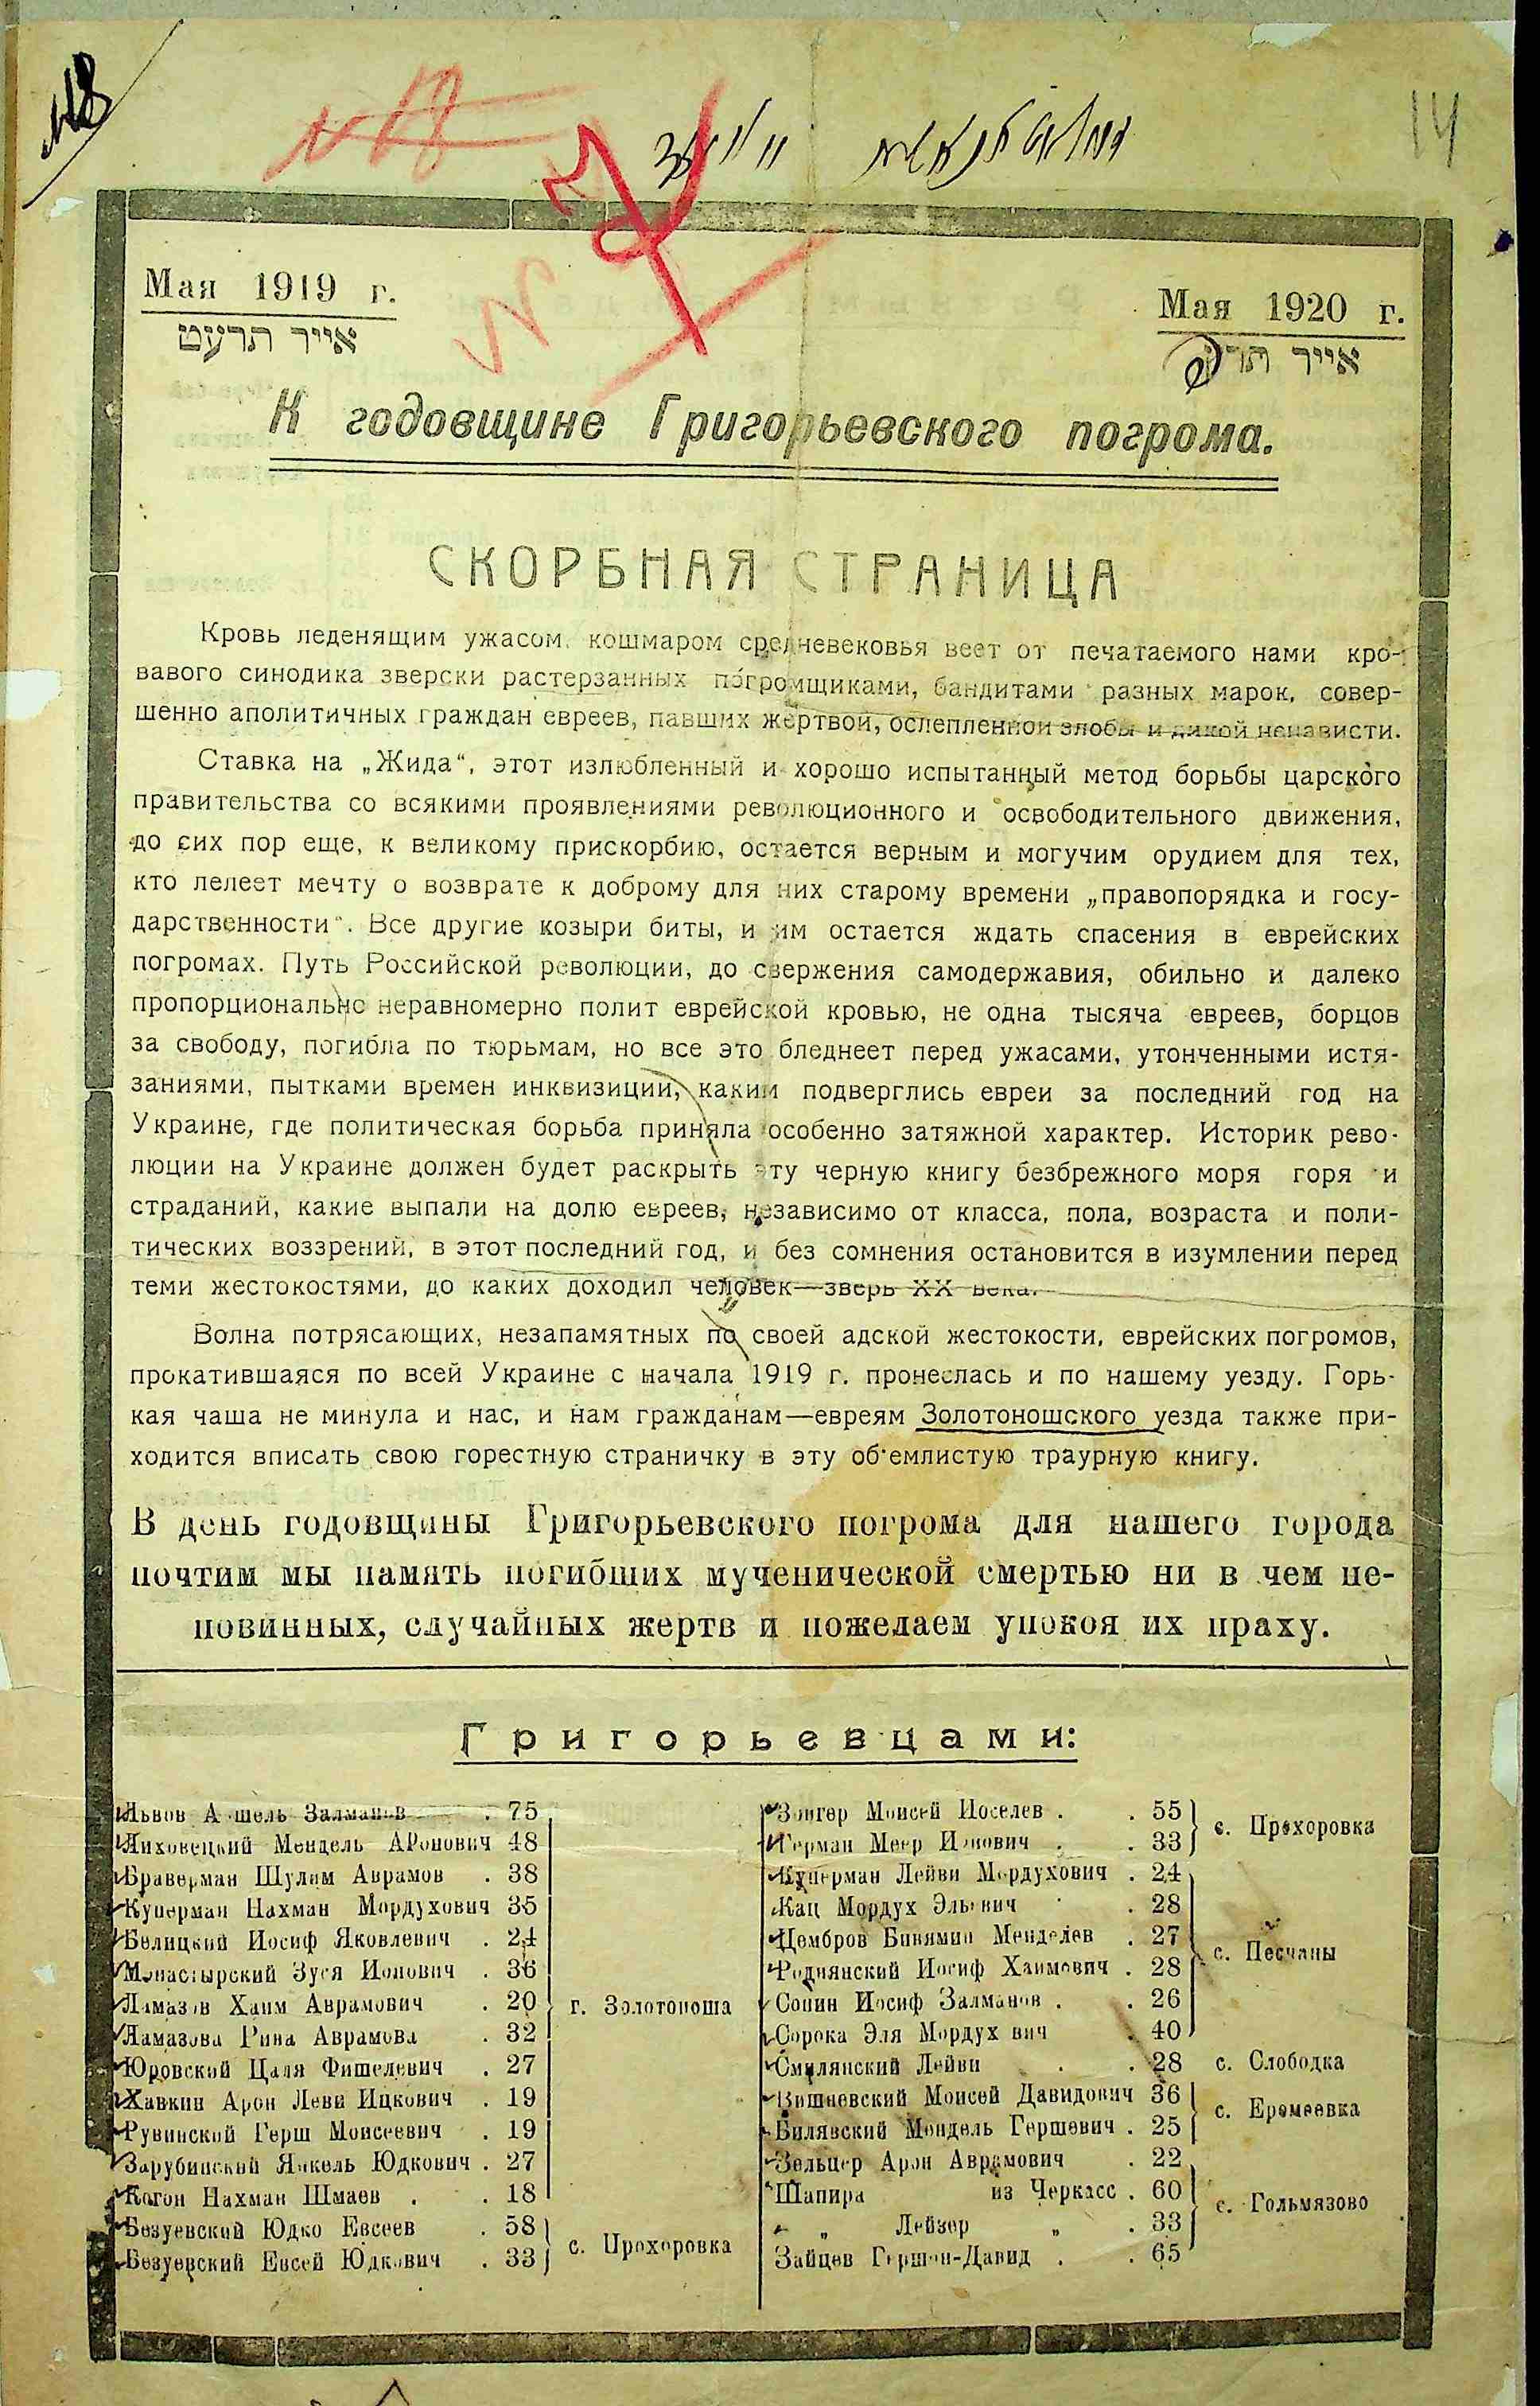 №8
14
Мая 1919 г.
אייר תרעט
Мая 1920 г.
אייר תר
К годовщине Григорьевского погрома.
СКОРБНАЯ СТРАНИЦА
Кровь леденящим ужасом, кошмаром средневековья веет от печатаемого нами кро-
вавого синодика зверски растерзанных погромщиками, бандитами разных марок, совер-
шенно аполитичных граждан евреев, павших жертвой, ослепленной злобы и дикой ненависти.
Ставка на „Жида“, этот излюбленный и хорошо испытанный метод борьбы царского
правительства со всякими проявлениями революционного и освободительного движения,
до сих пор еще, к великому прискорбию, остается верным и могучим орудием для тех,
кто лелеет мечту о возврате к доброму для них старому времени „правопорядка и госу-
дарственности“. Все другие козыри биты, и им остается ждать спасения в еврейских
погромах. Путь Российской революции, до свержения самодержавия, обильно и далеко
пропорционально неравномерно полит еврейской кровью, не одна тысяча евреев, борцов
за свободу, погибла по тюрьмам, но все это бледнеет перед ужасами, утонченными истя-
заниями, пытками времен инквизиции, каким подверглись евреи за последний год на
Украине, где политическая борьба приняла особенно затяжной характер. Историк рево-
люции на Украине должен будет раскрыть эту черную книгу безбрежного моря горя и
страданий, какие выпали на долю евреев, независимо от класса, пола, возраста и поли-
тических воззрений, в этот последний год, и без сомнения остановится в изумлении перед
теми жестокостями, до каких доходил человек—зверь XX века.
Волна потрясающих, незапамятных по своей адской жестокости, еврейских погромов,
прокатившаяся по всей Украине с начала 1919 г. пронеслась и по нашему уезду. Горь-
кая чаша не минула и нас, и нам гражданам—евреям Золотоношского уезда также при-
ходится вписать свою горестную страничку в эту об'емлистую траурную книгу.
В день годовщины Григорьевского погрома для нашего города
почтим мы память погибших мученической смертью ни в чем не-
повинных, случайных жертв и пожелаем упокоя их праху.
Григорьевцами:
Львов Залманов . 75
Лиховецкий Мендель Аронович 48
Браверман Шулим Аврамов . 38
Куперман Нахман Мордухович 35
Белицкий Иосиф Яковлевич . 24
Монастырский Зуся Ионович . 36
Ламазов Хаим Аврамович . 20
Ламазова Рива Аврамова . 32
Юровский Цаля Фишелевич . 27
Хавкин Арон Леви Ицкович . 19
Рувинский Герш Моисеевич . 19
Зарубинский Янкель Юдкович . 27
Когон Нахман Шмаев . . 18
г. Золотоноша
Безуевский Юдко Евсеев . 58
Безуевский Евсей Юдкович . 33
с. Прохоровка
Зингер Моисей Иоселев . . 55
Герман Меер . . 33
с. Прохоровка
Куперман Лейви Мордухович . 24
Кац Мордух . 28
Цембров Бинямин Менделев . 27
Роднянский Иосиф Хаимович . 28
Сонин Иосиф Залманов . . 26
Сорока Эля Мордухович . 40
с. Песчаны
Смилянский Лейви . . 28 с. Слободка
Вишневский Моисей Давидович 36
Билявский Мендель Гершевич . 25
с. Еремеевка
Зельцер Арон Аврамович . 22
Шапира из Черкасс . 60
„ Лейзер „ . 33
Зайцев Гершон-Давид . . 65
с. Гольмязово